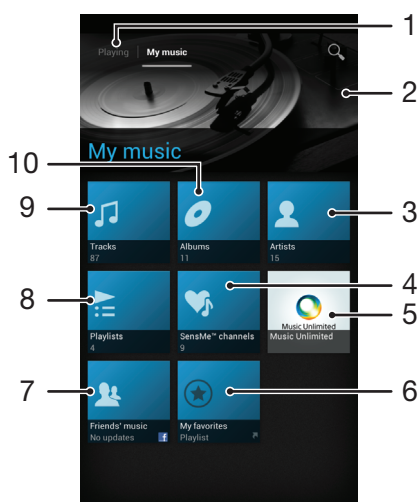 1
Playing My music
2
My music
10
9
3
Tracks
87
Albums
11
Artists
15
8
4
5
Playlists
4
SensMe™ channels
9
Music Unlimited
Music Unlimited
7
6
Friends' music
No updates f
My favorites
Playlist